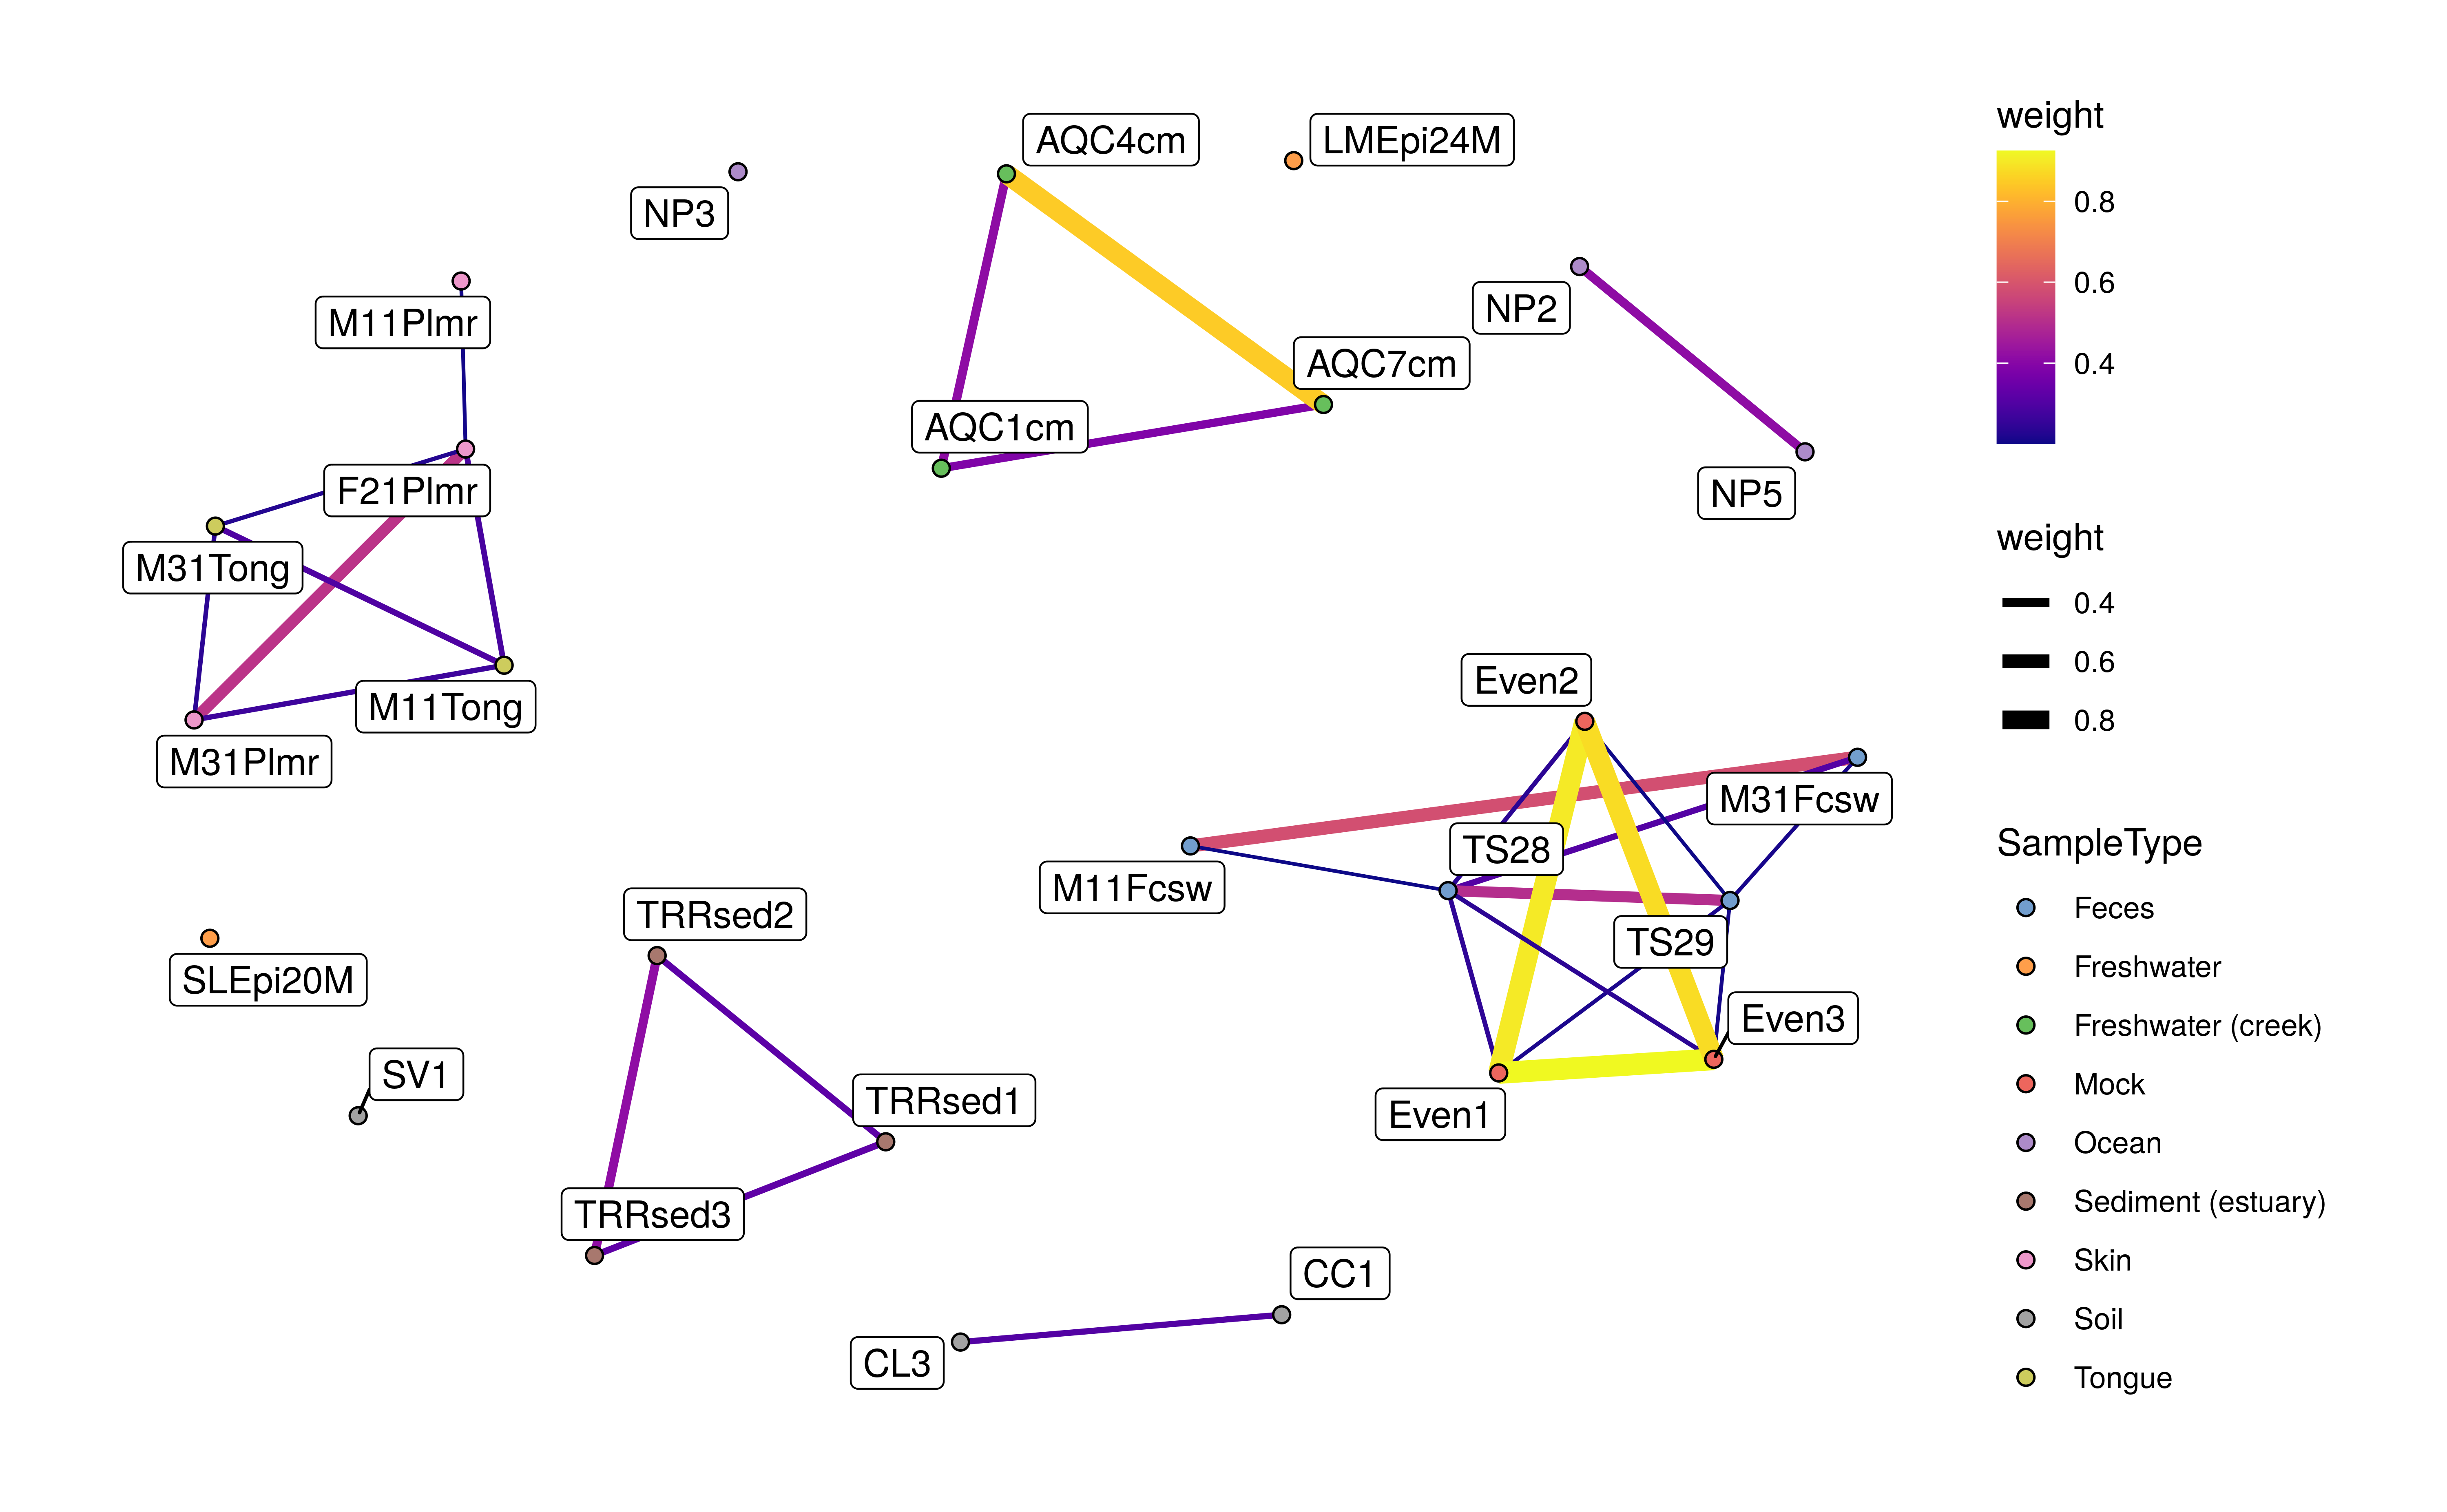 AQC4cm
LMEpi24M
NP3
NP2
M11Plmr
AQC7cm
AQC1cm
F21Plmr
NP5
M31Tong
M11Tong
M31Plmr
Even2
M31Fcsw
TS28
M11Fcsw
TRRsed2
TS29
SLEpi20M
Even3
SV1
TRRsed1
Even1
TRRsed3
CC1
CL3
weight
0.8
0.6
0.4
weight
0.4
0.6
0.8
SampleType
Feces
Freshwater
Freshwater (creek)
Mock
Ocean
Sediment (estuary)
Skin
Soil
Tongue